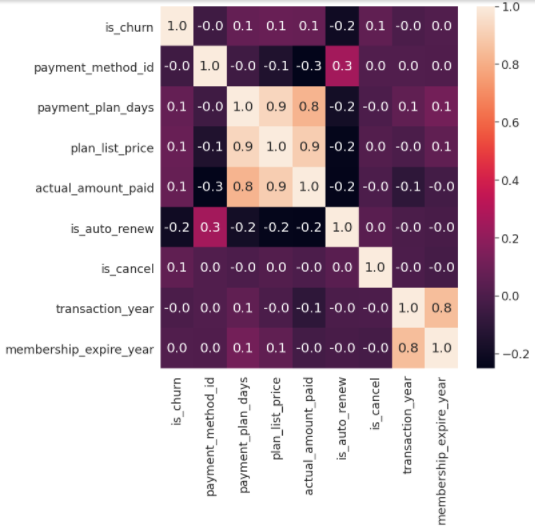 is_churn 1.0 -0.0 0.1 0.1 0.1 -0.2 0.1 -0.0 0.0
payment_method_id -0.0 1.0 -0.0 -0.1 -0.3 0.3 0.0 0.0 0.0
payment_plan_days 0.1 -0.0 1.0 0.9 0.8 -0.2 -0.0 0.1 0.1
plan_list_price 0.1 -0.1 0.9 1.0 0.9 -0.2 0.0 -0.0 0.1
actual_amount_paid 0.1 -0.3 0.8 0.9 1.0 -0.2 -0.0 -0.1 -0.0
is_auto_renew -0.2 0.3 -0.2 -0.2 -0.2 1.0 0.0 -0.0 -0.0
is_cancel 0.1 0.0 -0.0 0.0 -0.0 0.0 1.0 -0.0 -0.0
transaction_year -0.0 0.0 0.1 -0.0 -0.1 -0.0 -0.0 1.0 0.8
membership_expire_year 0.0 0.0 0.1 0.1 -0.0 -0.0 -0.0 0.8 1.0
is_churn
payment_method_id
payment_plan_days
plan_list_price
actual_amount_paid
is_auto_renew
is_cancel
transaction_year
membership_expire_year
1.0
0.8
0.6
0.4
0.2
0.0
−0.2